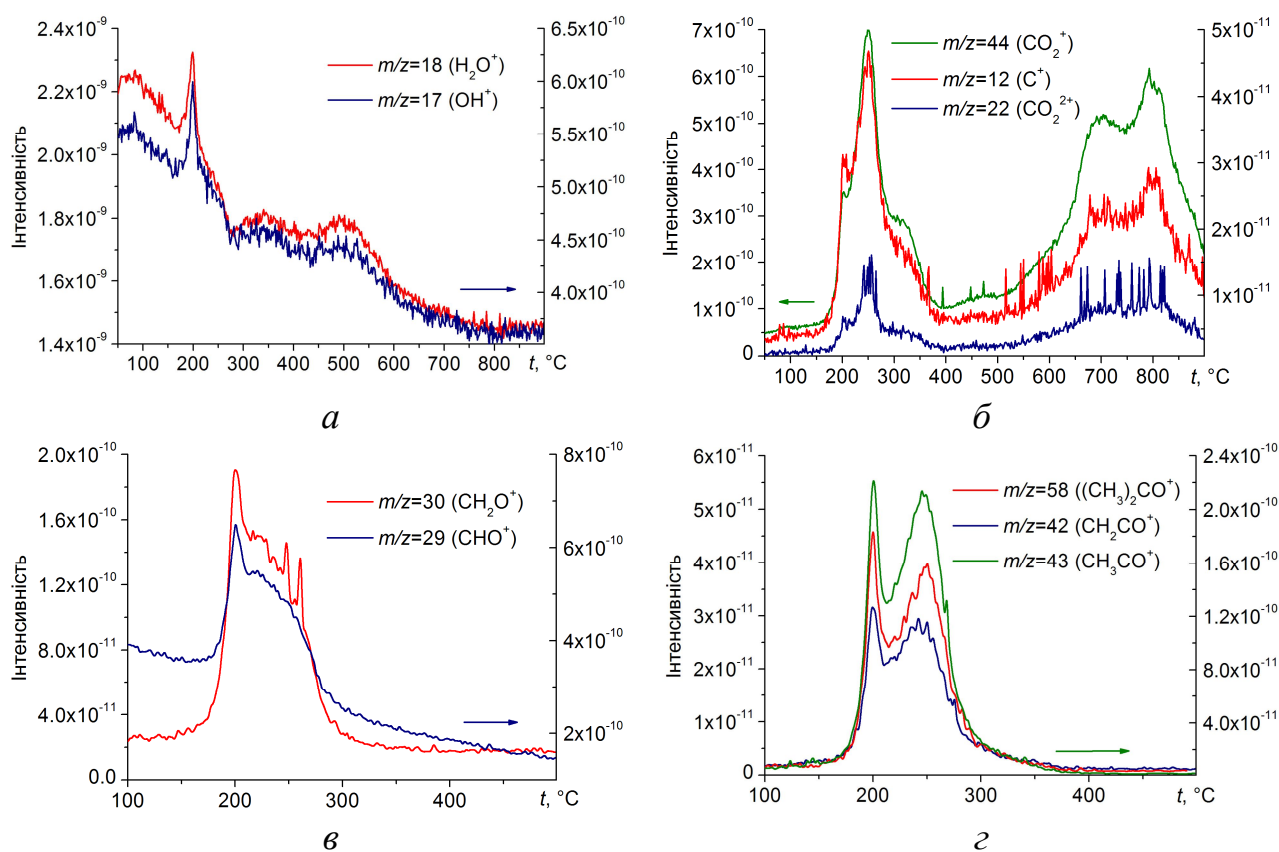 2.4x10⁻⁹
2.2x10⁻⁹
2.0x10⁻⁹
1.8x10⁻⁹
1.6x10⁻⁹
1.4x10⁻⁹
Інтенсивність
m/z=18 (H₂O⁺)
m/z=17 (OH⁺)
6.5x10⁻¹⁰
6.0x10⁻¹⁰
5.5x10⁻¹⁰
5.0x10⁻¹⁰
4.5x10⁻¹⁰
4.0x10⁻¹⁰
100 200 300 400 500 600 700 800
t, °C
а
7x10⁻¹⁰
6x10⁻¹⁰
5x10⁻¹⁰
4x10⁻¹⁰
3x10⁻¹⁰
2x10⁻¹⁰
1x10⁻¹⁰
0
Інтенсивність
m/z=44 (CO₂⁺)
m/z=12 (C⁺)
m/z=22 (CO₂²⁺)
5x10⁻¹¹
4x10⁻¹¹
3x10⁻¹¹
2x10⁻¹¹
1x10⁻¹¹
100 200 300 400 500 600 700 800
t, °C
б
2.0x10⁻¹⁰
1.6x10⁻¹⁰
1.2x10⁻¹⁰
8.0x10⁻¹¹
4.0x10⁻¹¹
0.0
Інтенсивність
m/z=30 (CH₂O⁺)
m/z=29 (CHO⁺)
8x10⁻¹⁰
6x10⁻¹⁰
4x10⁻¹⁰
2x10⁻¹⁰
100 200 300 400
t, °C
в
6x10⁻¹¹
5x10⁻¹¹
4x10⁻¹¹
3x10⁻¹¹
2x10⁻¹¹
1x10⁻¹¹
0
Інтенсивність
m/z=58 ((CH₃)₂CO⁺)
m/z=42 (CH₂CO⁺)
m/z=43 (CH₃CO⁺)
2.4x10⁻¹⁰
2.0x10⁻¹⁰
1.6x10⁻¹⁰
1.2x10⁻¹⁰
8.0x10⁻¹¹
4.0x10⁻¹¹
100 200 300 400
t, °C
г